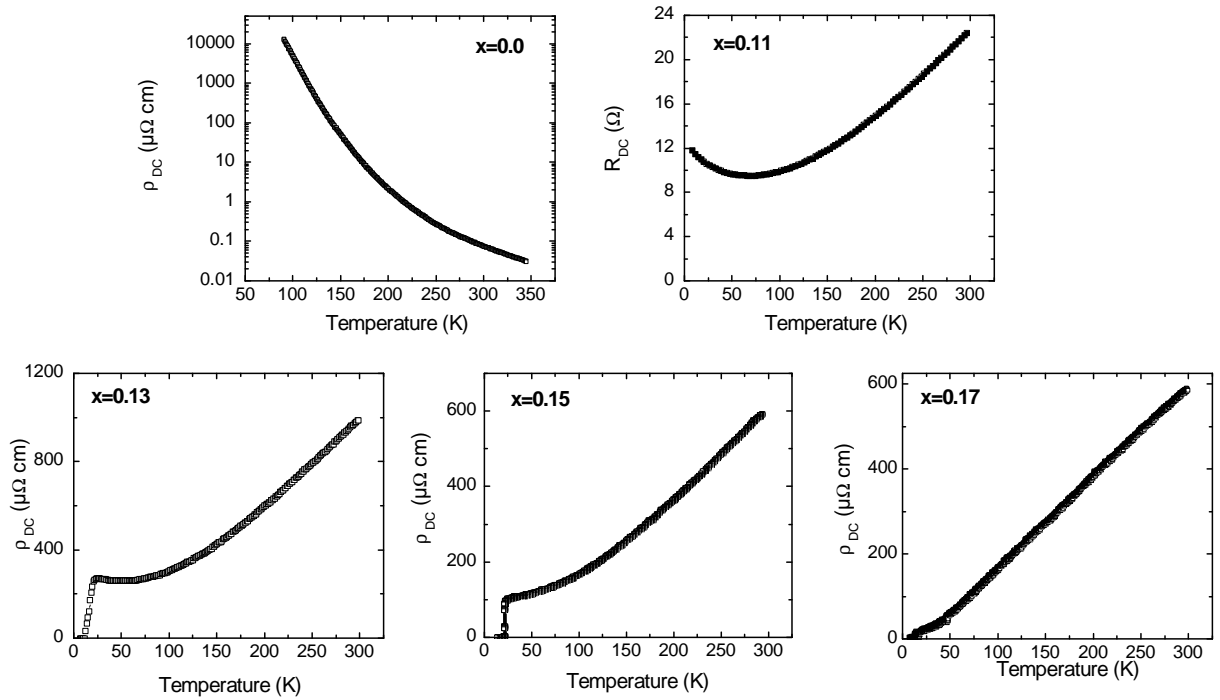 x=0.0
10000
1000
100
10
1
0.1
0.01
ρ DC (μΩ cm)
50 100 150 200 250 300 350
Temperature (K)
x=0.11
24
20
16
12
8
4
0
R DC (Ω)
0 50 100 150 200 250 300
Temperature (K)
x=0.13
1200
800
400
0
ρ DC (μΩ cm)
0 50 100 150 200 250 300
Temperature (K)
x=0.15
600
400
200
0
ρ DC (μΩ cm)
0 50 100 150 200 250 300
Temperature (K)
x=0.17
600
400
200
0
ρ DC (μΩ cm)
0 50 100 150 200 250 300
Temperature (K)